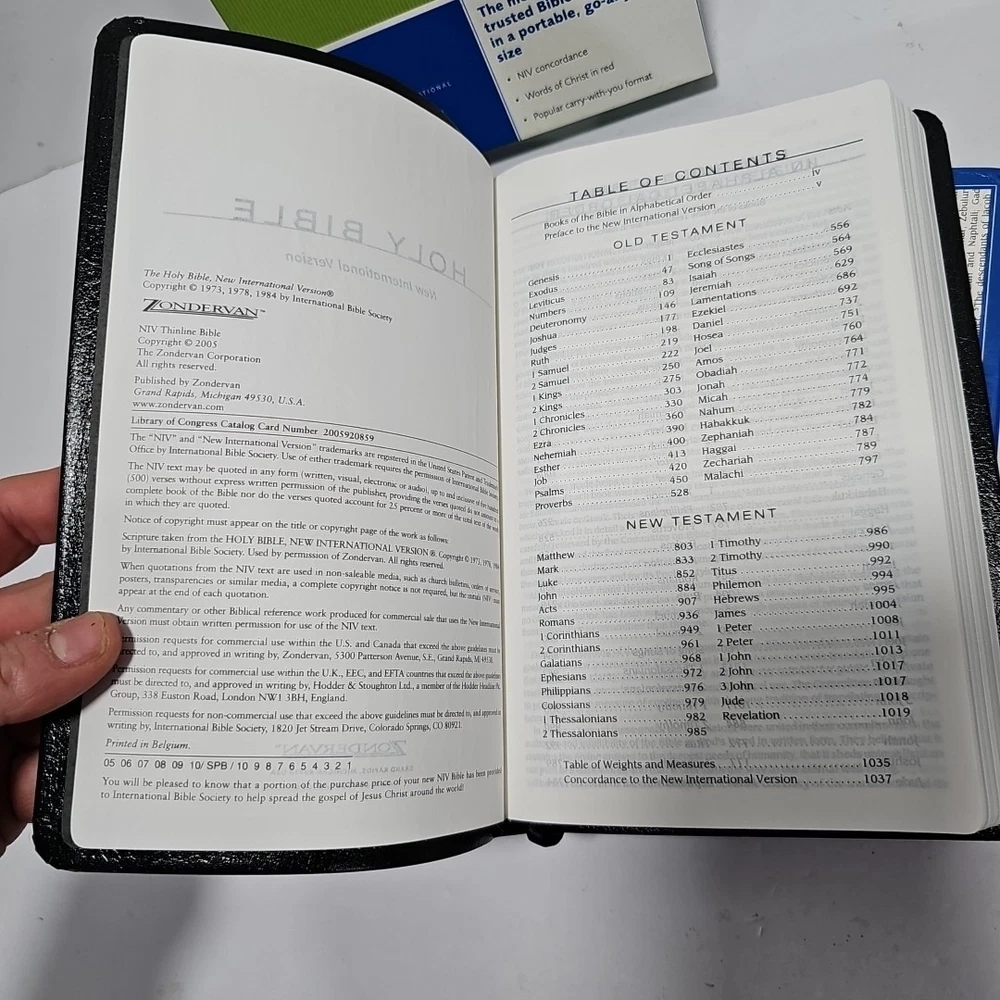 The
trusted Bible
in a portable, go-
size
• NIV concordance
• Words of Christ in red
• Popular carry-with-you format
HOLY BIBLE
New International Version
The Holy Bible, New International Version®
Copyright © 1973, 1978, 1984 by International Bible Society
ZONDERVAN™
NIV Thinline Bible
Copyright © 2005
The Zondervan Corporation
All rights reserved.
Published by Zondervan
Grand Rapids, Michigan 49530, U.S.A.
www.zondervan.com
Library of Congress Catalog Card Number 2005920859
The "NIV" and "New International Version" trademarks are registered in the United States Patent and Trademark
Office by International Bible Society. Use of either trademark requires the permission of International Bible Society.
The NIV text may be quoted in any form (written, visual, electronic or audio), up to and inclusive of five hundred
(500) verses without express written permission of the publisher, providing the verses quoted do not amount to a
complete book of the Bible nor do the verses quoted account for 25 percent or more of the total text of the work
in which they are quoted.
Notice of copyright must appear on the title or copyright page of the work as follows:
Scripture taken from the HOLY BIBLE, NEW INTERNATIONAL VERSION ®. Copyright © 1973, 1978, 1984
by International Bible Society. Used by permission of Zondervan. All rights reserved.
When quotations from the NIV text are used in non-saleable media, such as church bulletins, orders of service,
posters, transparencies or similar media, a complete copyright notice is not required, but the initials (NIV) must
appear at the end of each quotation.
Any commentary or other Biblical reference work produced for commercial sale that uses the New International
Version must obtain written permission for use of the NIV text.
requests for commercial use within the U.S. and Canada that exceed the above guidelines must be
to, and approved in writing by, Zondervan, 5300 Patterson Avenue, S.E., Grand Rapids, MI 49530.
Permission requests for commercial use within the U.K., EEC, and EFTA countries that exceed the above guidelines
must be directed to, and approved in writing by, Hodder & Stoughton Ltd., a member of the Hodder Headline Plc.
Group, 338 Euston Road, London NW1 3BH, England.
Permission requests for non-commercial use that exceed the above guidelines must be directed to, and approved in
writing by, International Bible Society, 1820 Jet Stream Drive, Colorado Springs, CO 80921.
Printed in Belgium.
05 06 07 08 09 10/ SPB / 10 9 8 7 6 5 4 3 2 1
You will be pleased to know that a portion of the purchase price of your new NIV Bible has been provided
to International Bible Society to help spread the gospel of Jesus Christ around the world!
TABLE OF CONTENTS
Books of the Bible in Alphabetical Order iv
Preface to the New International Version v
OLD TESTAMENT
Genesis 1
Exodus 47
Leviticus 83
Numbers 109
Deuteronomy 146
Joshua 177
Judges 198
Ruth 219
1 Samuel 222
2 Samuel 250
1 Kings 275
2 Kings 303
1 Chronicles 330
2 Chronicles 360
Ezra 390
Nehemiah 400
Esther 413
Job 420
Psalms 450
Proverbs 528
Ecclesiastes 556
Song of Songs 564
Isaiah 569
Jeremiah 629
Lamentations 686
Ezekiel 692
Daniel 737
Hosea 751
Joel 760
Amos 764
Obadiah 771
Jonah 772
Micah 774
Nahum 779
Habakkuk 782
Zephaniah 784
Haggai 787
Zechariah 789
Malachi 797
NEW TESTAMENT
Matthew 803
Mark 833
Luke 852
John 884
Acts 907
Romans 936
1 Corinthians 949
2 Corinthians 961
Galatians 968
Ephesians 972
Philippians 976
Colossians 979
1 Thessalonians 982
2 Thessalonians 985
1 Timothy 986
2 Timothy 990
Titus 992
Philemon 994
Hebrews 995
James 1004
1 Peter 1008
2 Peter 1011
1 John 1013
2 John 1017
3 John 1017
Jude 1018
Revelation 1019
Table of Weights and Measures 1035
Concordance to the New International Version 1037
Zebulun
and Naphtali; Gad
"The descendants of Jacob